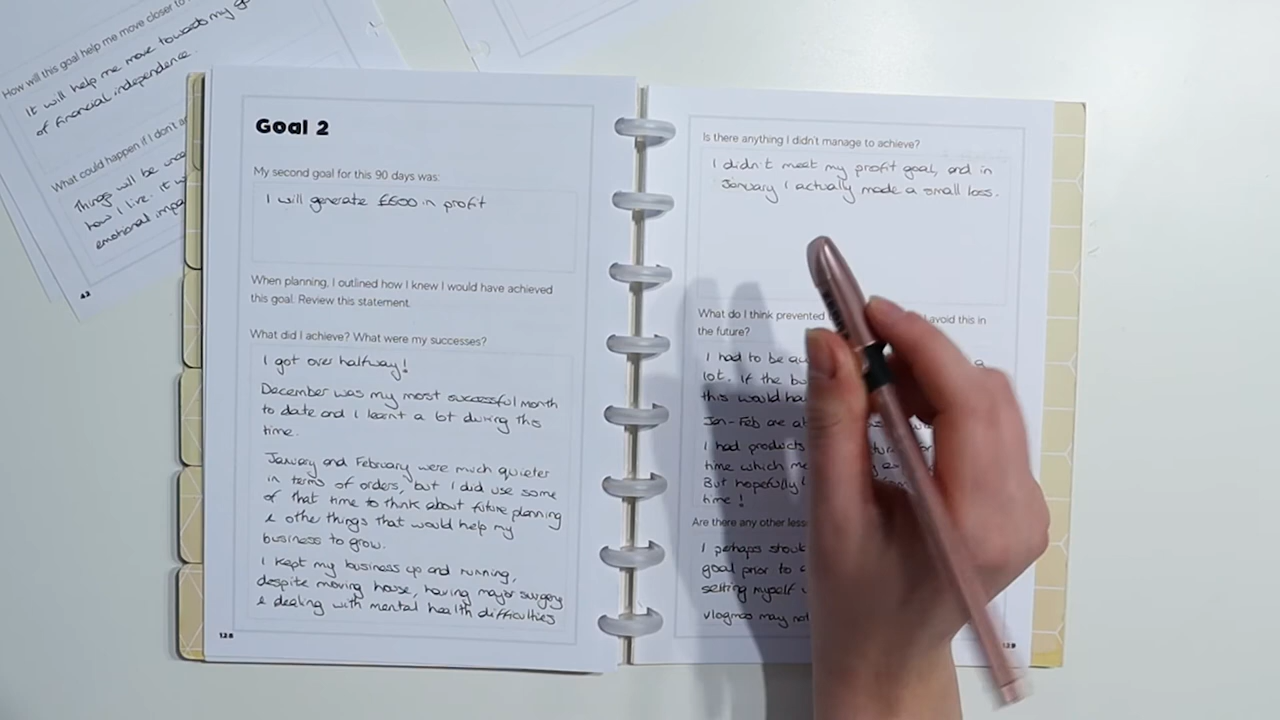 How will this goal help me move closer to
It will help me move towards my
of financial independence.
What could happen if I don't
Things will be
how I live. It
emotional
43
Goal 2
My second goal for this 90 days was:
I will generate £600 in profit
When planning, I outlined how I knew I would have achieved
this goal. Review this statement.
What did I achieve? What were my successes?
I got over halfway!
December was my most successful month
to date and I learnt a lot during this
time.
January and February were much quieter
in terms of orders, but I did use some
of that time to think about future planning
& other things that would help my
business to grow.
I kept my business up and running,
despite moving house, having major surgery
& dealing with mental health difficulties
128
Is there anything I didn't manage to achieve?
I didn't meet my profit goal, and in
January I actually made a small loss.
What do I think prevented avoid this in
the future?
I had to be a
lot. If the
this would
Jan-Feb are
I had products
time which
But hopefully
time!
Are there any other
I perhaps
goal prior to
setting myself
vlogmas may